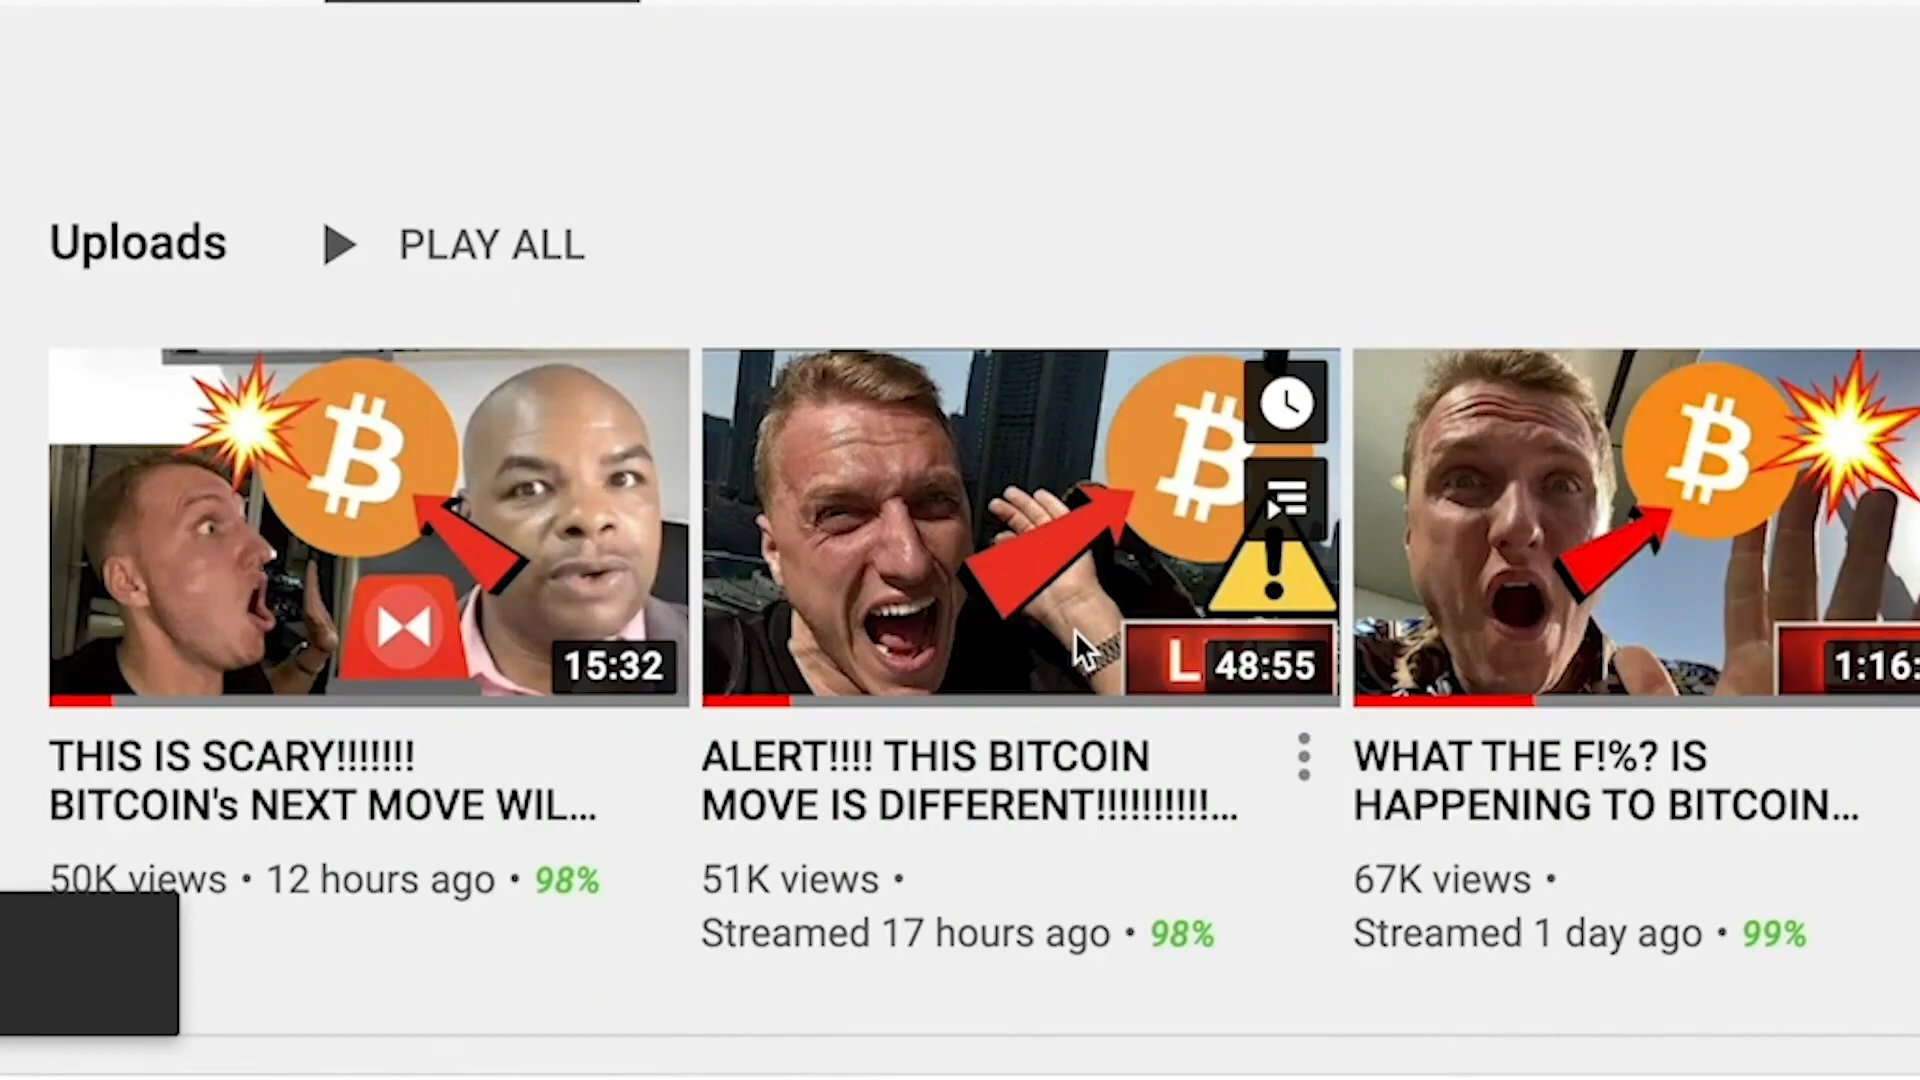 Uploads
PLAY ALL
15:32
L 48:55
1:16:
THIS IS SCARY!!!!!!!
BITCOIN's NEXT MOVE WIL...
50K views • 12 hours ago • 98%
ALERT!!!! THIS BITCOIN
MOVE IS DIFFERENT!!!!!!!!!!...
51K views •
Streamed 17 hours ago • 98%
WHAT THE F!%? IS
HAPPENING TO BITCOIN...
67K views •
Streamed 1 day ago • 99%